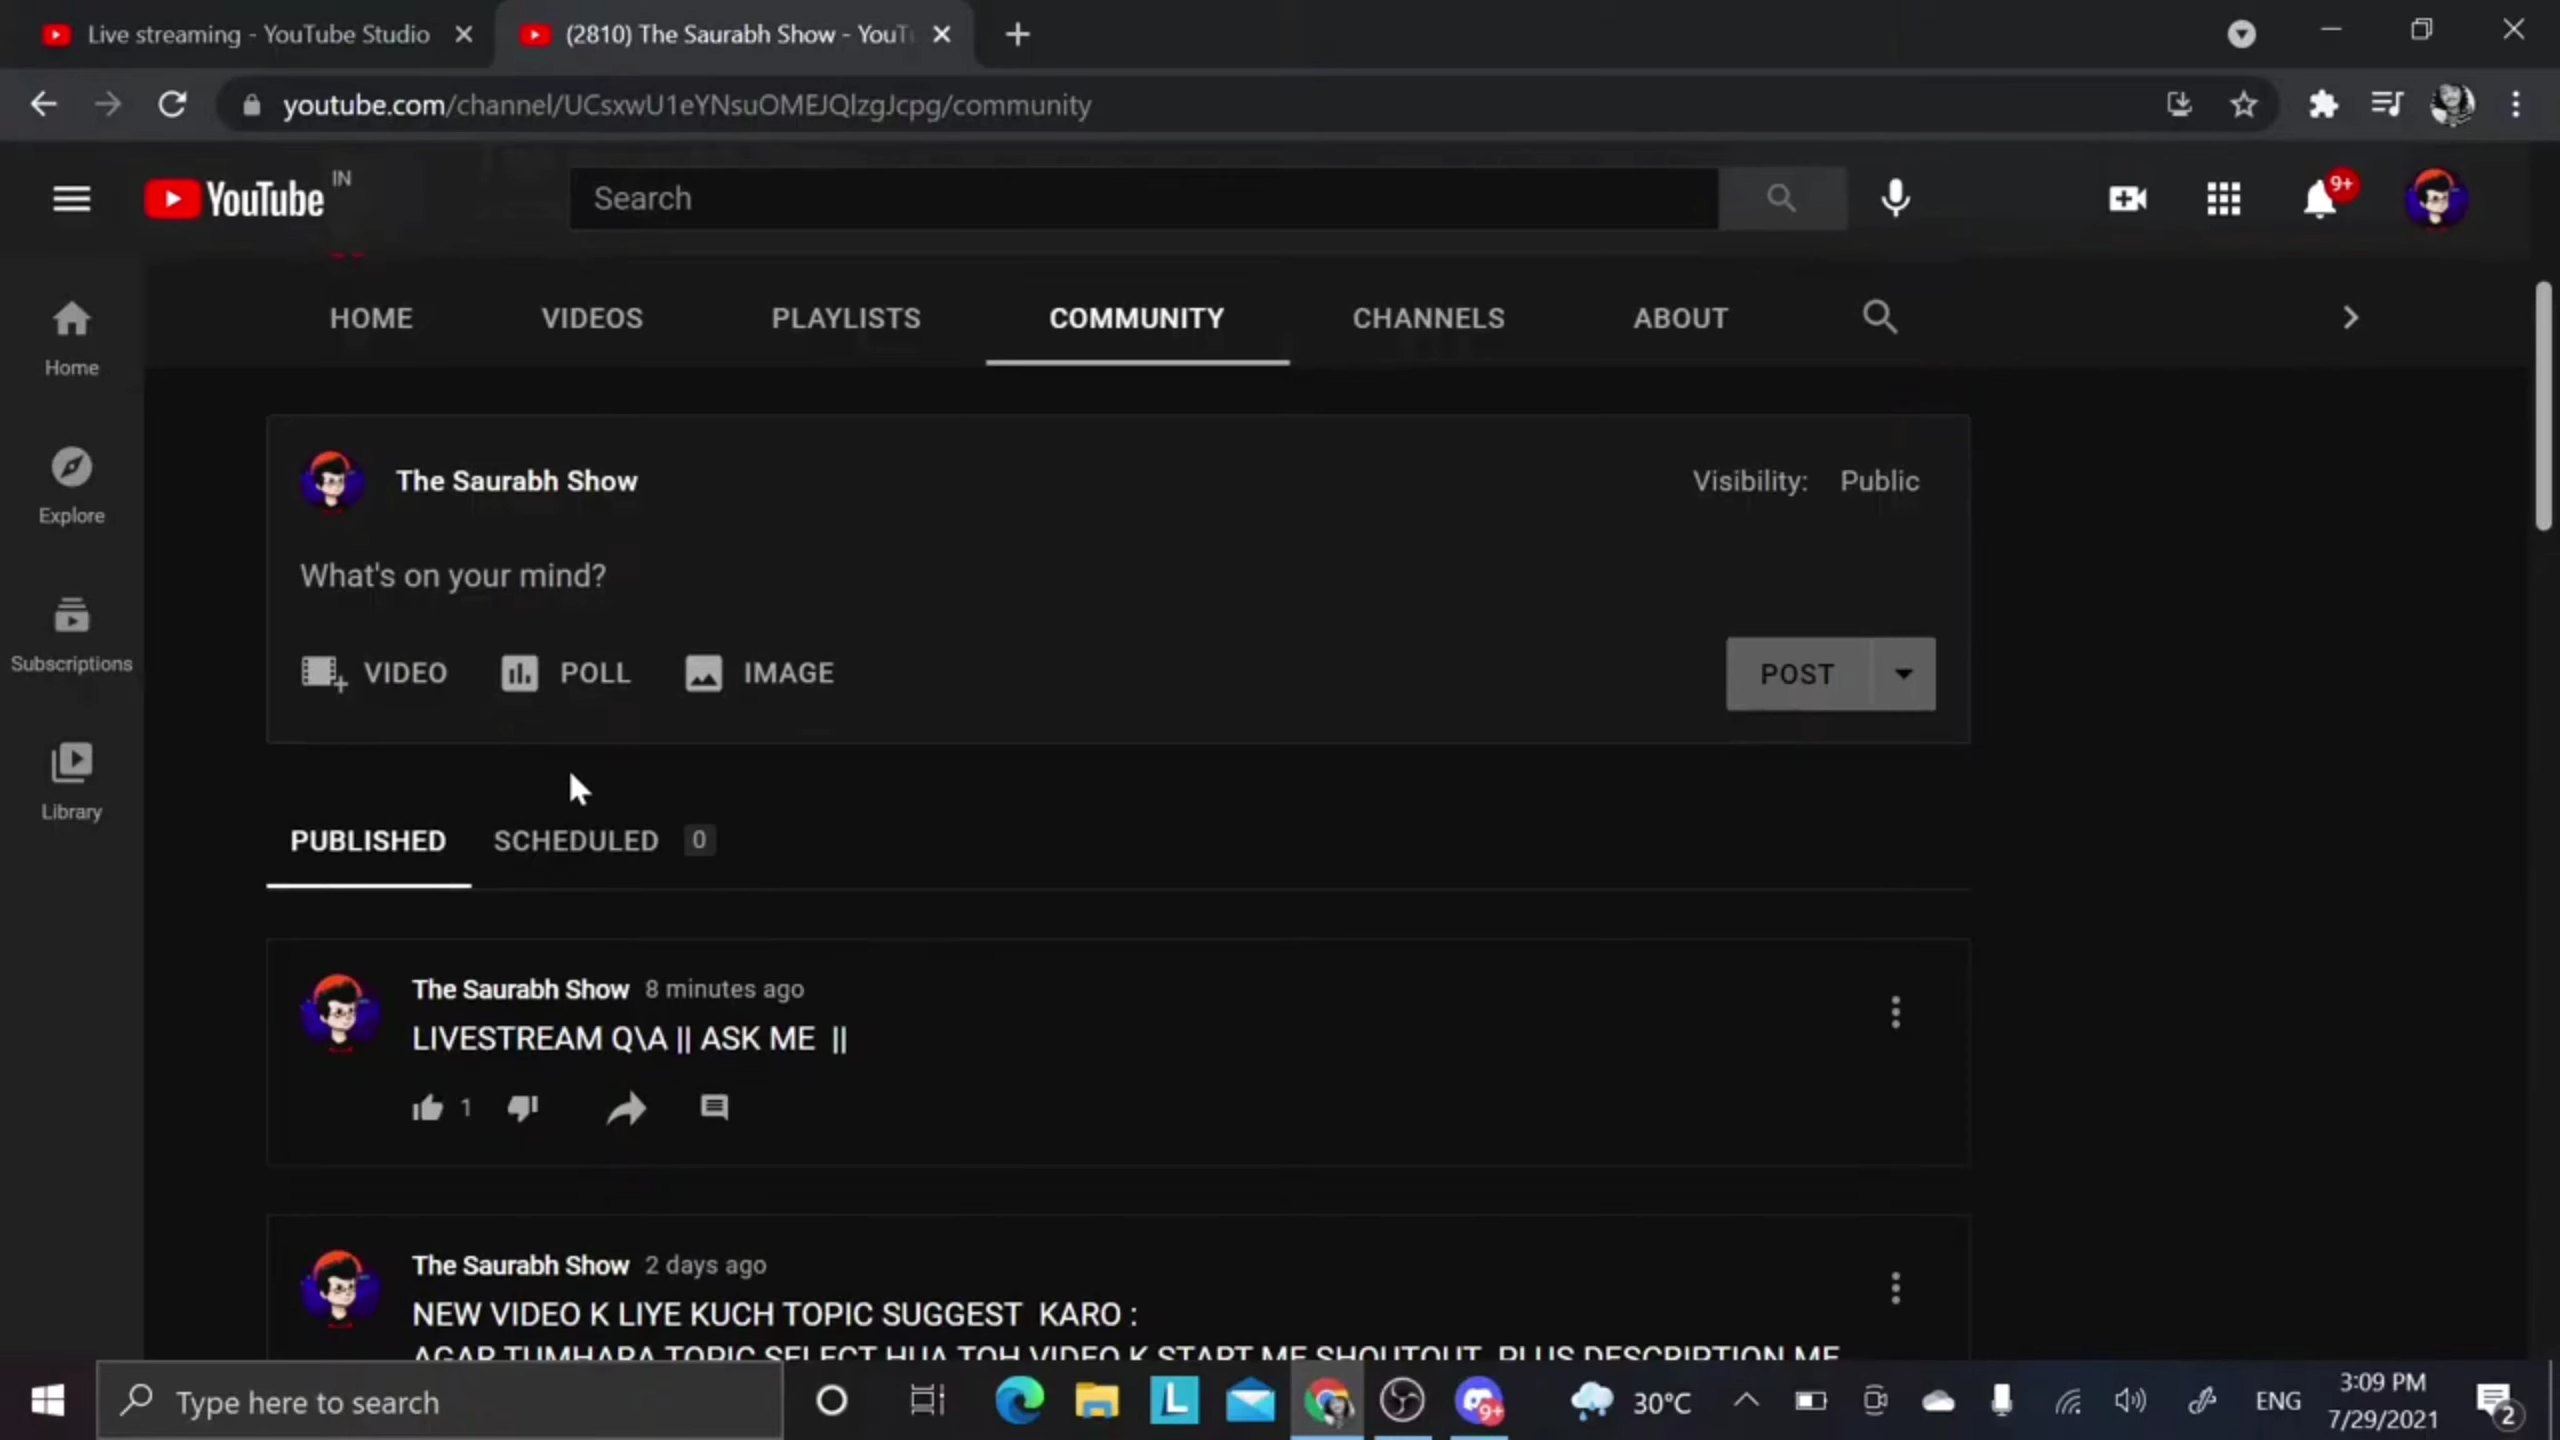 Live streaming - YouTube Studio
(2810) The Saurabh Show - YouT
youtube.com/channel/UCsxwU1eYNsuOMEJQlzgJcpg/community
YouTube IN
Search
9+
HOME VIDEOS PLAYLISTS COMMUNITY CHANNELS ABOUT
Home
Explore
Subscriptions
Library
The Saurabh Show
Visibility: Public
What's on your mind?
VIDEO POLL IMAGE
POST
PUBLISHED SCHEDULED 0
The Saurabh Show 8 minutes ago
LIVESTREAM Q\A || ASK ME ||
1
The Saurabh Show 2 days ago
NEW VIDEO K LIYE KUCH TOPIC SUGGEST KARO :
AGAR TUMHARA TOPIC SELECT HUA TOH VIDEO K START ME SHOUTOUT PLUS DESCRIPTION ME
Type here to search
L
9+
30°C
ENG
3:09 PM
7/29/2021
2